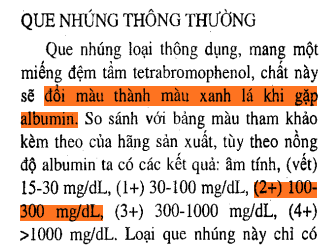 QUE NHÚNG THÔNG THƯỜNG
Que nhúng loại thông dụng, mang một
miếng đệm tẩm tetrabromophenol, chất này
sẽ đổi màu thành màu xanh lá khi gặp
albumin. So sánh với bảng màu tham khảo
kèm theo của hãng sản xuất, tùy theo nồng
độ albumin ta có các kết quả: âm tính, (vết)
15-30 mg/dL, (1+) 30-100 mg/dL, (2+) 100-
300 mg/dL, (3+) 300-1000 mg/dL, (4+)
>1000 mg/dL. Loại que nhúng này chỉ có